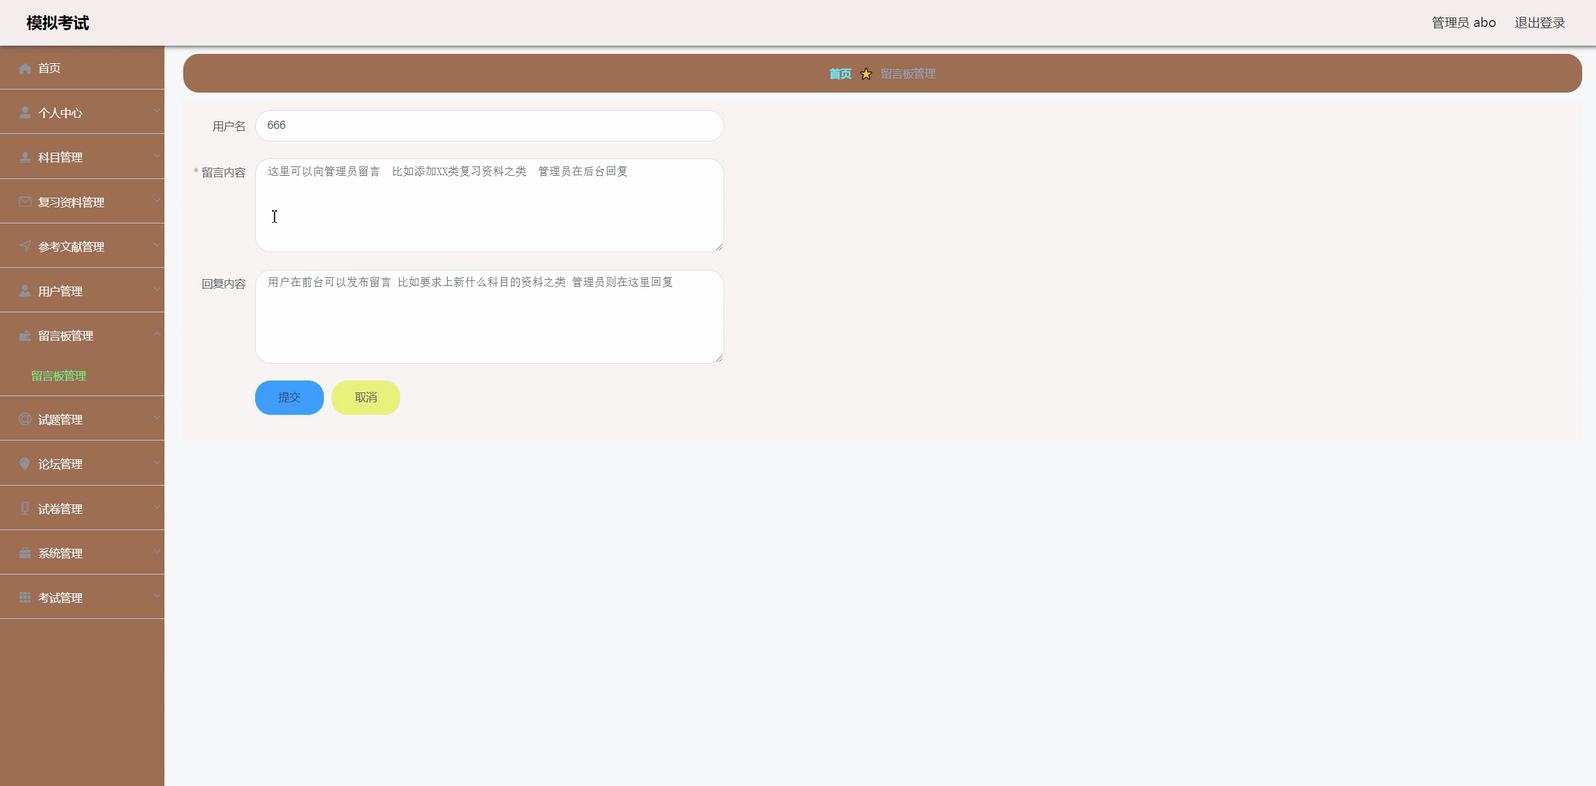 模拟考试
管理员 abo 退出登录
首页
个人中心
科目管理
复习资料管理
参考文献管理
用户管理
留言板管理
留言板管理
试题管理
论坛管理
试卷管理
系统管理
考试管理
首页 留言板管理
用户名 666
* 留言内容 这里可以向管理员留言 比如添加XX类复习资料之类 管理员在后台回复
回复内容 用户在前台可以发布留言 比如要求上新什么科目的资料之类 管理员则在这里回复
提交 取消